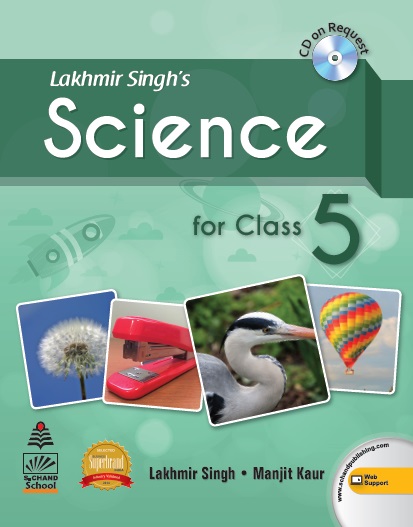 CD on Request
Lakhmir Singh's
Science
for Class 5
S. CHAND
School
Superbrand
Lakhmir Singh • Manjit Kaur
www.schandpublishing.com
Web
Support